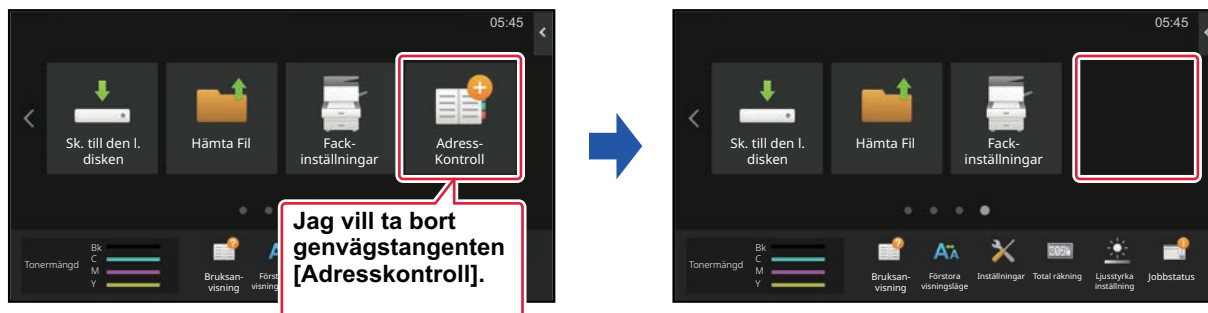 05:45
Sk. till den l.
disken
Hämta Fil
Fack-
inställningar
Adress-
Kontroll
Jag vill ta bort
genvägstangenten
[Adresskontroll].
Tonermängd
Bk
C
M
Y
Bruksan-
visning
Först
visning
05:45
Sk. till den l.
disken
Hämta Fil
Fack-
inställningar
Tonermängd
Bk
C
M
Y
Bruksan-
visning
Förstora
visningsläge
Inställningar
Total räkning
Ljusstyrka
inställning
Jobbstatus